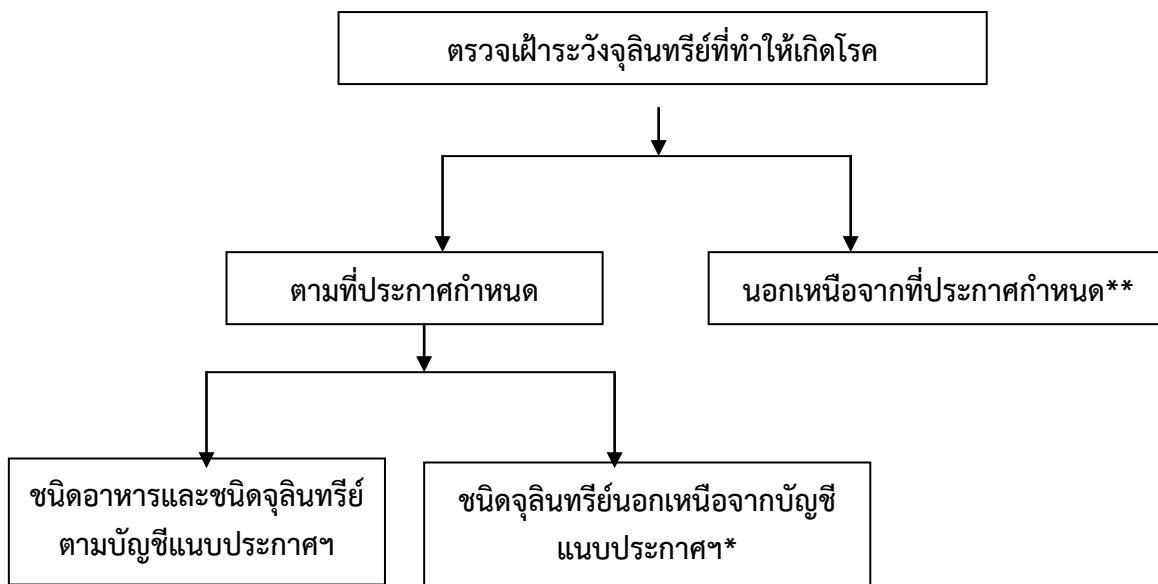 ตรวจเฝ้าระวังจุลินทรีย์ที่ทำให้เกิดโรค
ตามที่ประกาศกำหนด
นอกเหนือจากที่ประกาศกำหนด**
ชนิดอาหารและชนิดจุลินทรีย์
ตามบัญชีแนบประกาศฯ
ชนิดจุลินทรีย์นอกเหนือจากบัญชี
แนบประกาศฯ*